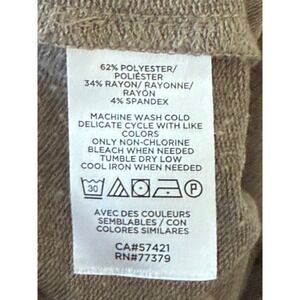 62% POLYESTER/
POLIÉSTER
34% RAYON/ RAYONNE/
RAYÓN
4% SPANDEX
MACHINE WASH COLD
DELICATE CYCLE WITH LIKE
COLORS
ONLY NON-CHLORINE
BLEACH WHEN NEEDED
TUMBLE DRY LOW
COOL IRON WHEN NEEDED
30 P
AVEC DES COULEURS
SEMBLABLES / CON
COLORES SIMILARES
CA#57421
RN#77379